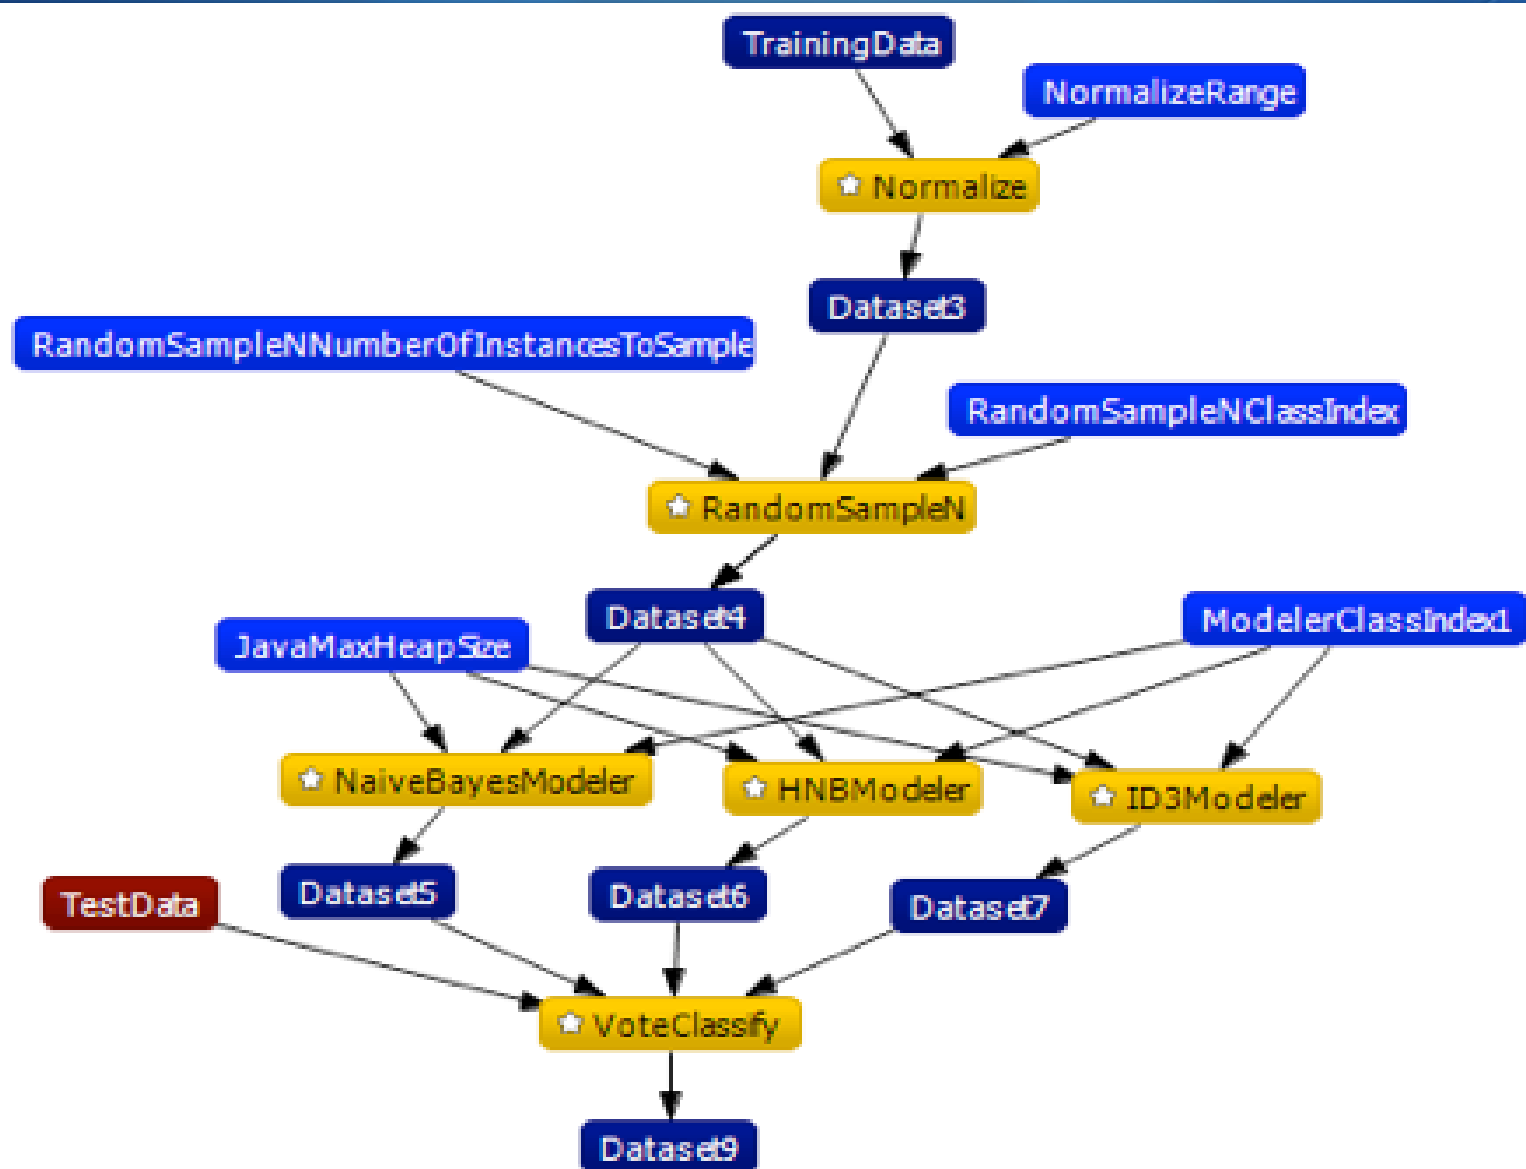 TrainingData
NormalizeRange
Normalize
Dataset3
RandomSampleNNumberOfInstancesToSample
RandomSampleNClassIndex
RandomSampleN
Dataset4
ModelerClassIndex1
JavaMaxHeapSize
NaiveBayesModeler
HNBModeler
ID3Modeler
Dataset5
Dataset6
Dataset7
TestData
VoteClassify
Dataset9